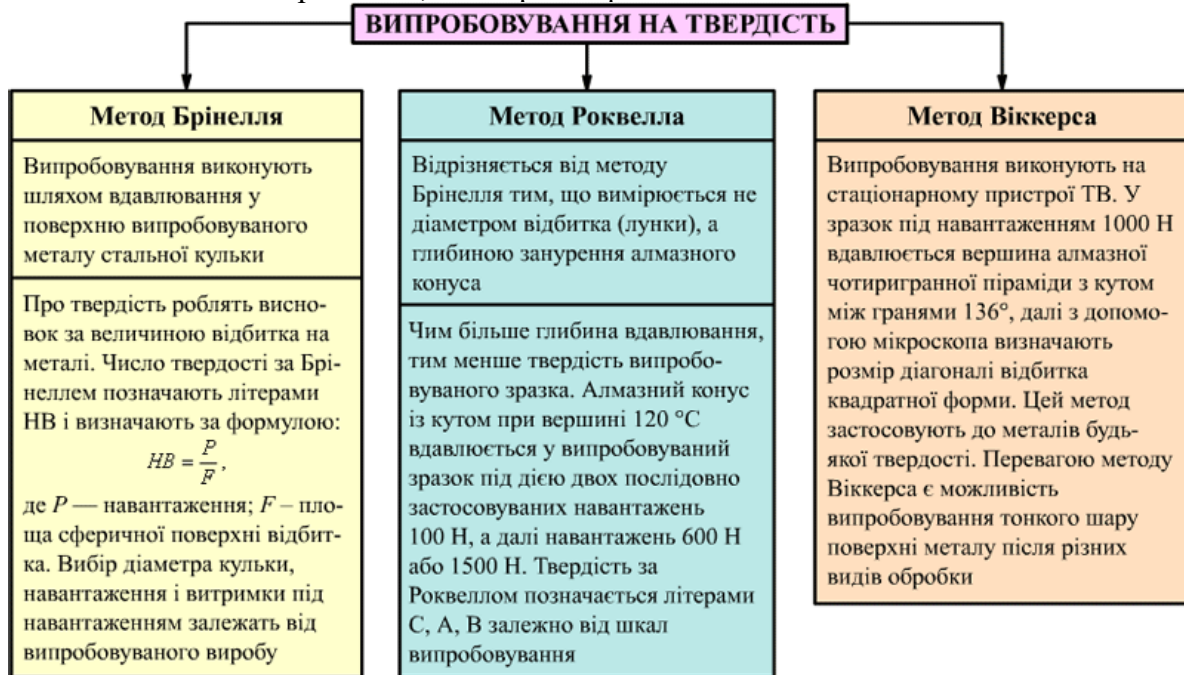 ВИПРОБОВУВАННЯ НА ТВЕРДІСТЬ
Метод Брінелля
Випробовування виконують
шляхом вдавлювання у
поверхню випробовуваного
металу стальної кульки
Про твердість роблять висно-
вок за величиною відбитка на
металі. Число твердості за Брі-
неллем позначають літерами
НВ і визначають за формулою:
HB = P/F,
де P — навантаження; F – пло-
ща сферичної поверхні відбит-
ка. Вибір діаметра кульки,
навантаження і витримки під
навантаженням залежать від
випробовуваного виробу
Метод Роквелла
Відрізняється від методу
Брінелля тим, що вимірюється не
діаметром відбитка (лунки), а
глибиною занурення алмазного
конуса
Чим більше глибина вдавлювання,
тим менше твердість випробо-
вуваного зразка. Алмазний конус
із кутом при вершині 120 °С
вдавлюється у випробовуваний
зразок під дією двох послідовно
застосовуваних навантажень
100 Н, а далі навантажень 600 Н
або 1500 Н. Твердість за
Роквеллом позначається літерами
С, А, В залежно від шкал
випробовування
Метод Віккерса
Випробовування виконують на
стаціонарному пристрої ТВ. У
зразок під навантаженням 1000 Н
вдавлюється вершина алмазної
чотиригранної піраміди з кутом
між гранями 136°, далі з допомо-
гою мікроскопа визначають
розмір діагоналі відбитка
квадратної форми. Цей метод
застосовують до металів будь-
якої твердості. Перевагою методу
Віккерса є можливість
випробовування тонкого шару
поверхні металу після різних
видів обробки